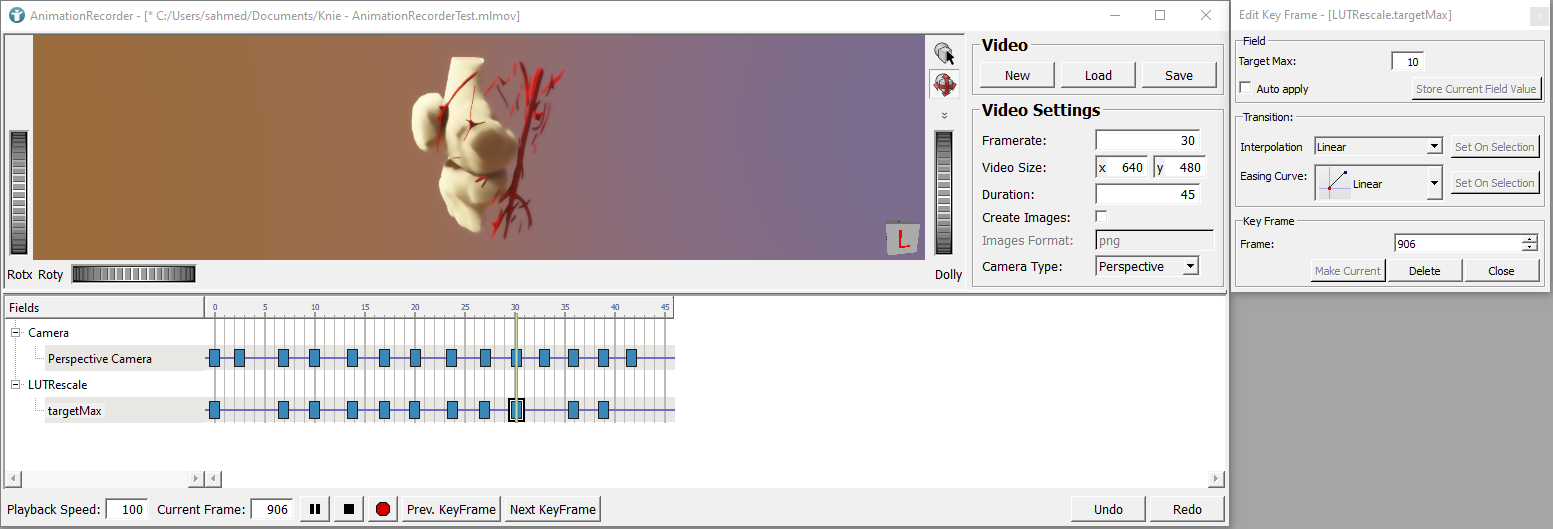 AnimationRecorder - [* C:/Users/sahmed/Documents/Knie - AnimationRecorderTest.mlmov]
L
Rotx Roty
Dolly
Video
New Load Save
Video Settings
Framerate: 30
Video Size: x 640 y 480
Duration: 45
Create Images:
Images Format: png
Camera Type: Perspective
Edit Key Frame - [LUTRescale.targetMax]
Field
Target Max: 10
Auto apply Store Current Field Value
Transition:
Interpolation Linear Set On Selection
Easing Curve: Linear Set On Selection
Key Frame
Frame: 906
Make Current Delete Close
Fields 0 5 10 15 20 25 30 35 40 45
Camera
Perspective Camera
LUTRescale
targetMax
Playback Speed: 100 Current Frame: 906 Prev. KeyFrame Next KeyFrame Undo Redo